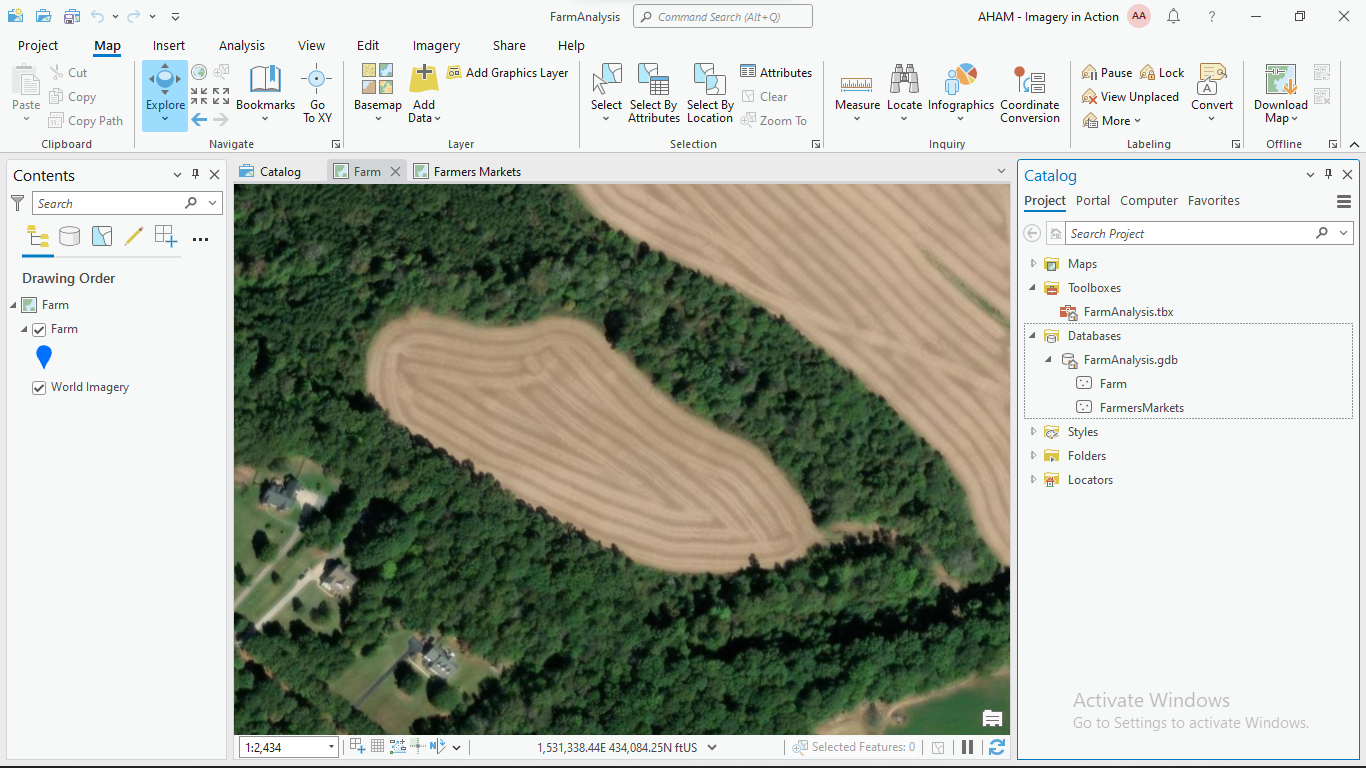 FarmAnalysis
Command Search (Alt+Q)
AHAM - Imagery in Action
AA
?
Project
Map
Insert
Analysis
View
Edit
Imagery
Share
Help
Paste
Cut
Copy
Copy Path
Clipboard
Explore
Bookmarks
Go
To XY
Navigate
Basemap
Add
Data
Add Graphics Layer
Layer
Select
Select By
Attributes
Select By
Location
Attributes
Clear
Zoom To
Selection
Measure
Locate
Infographics
Coordinate
Conversion
Inquiry
Pause
Lock
View Unplaced
More
Convert
Labeling
Download
Map
Offline
Contents
Search
Drawing Order
Farm
Farm
World Imagery
Catalog
Farm
Farmers Markets
1:2,434
1,531,338.44E 434,084.25N ftUS
Selected Features: 0
Catalog
Project
Portal
Computer
Favorites
Search Project
Maps
Toolboxes
FarmAnalysis.tbx
Databases
FarmAnalysis.gdb
Farm
FarmersMarkets
Styles
Folders
Locators
Activate Windows
Go to Settings to activate Windows.